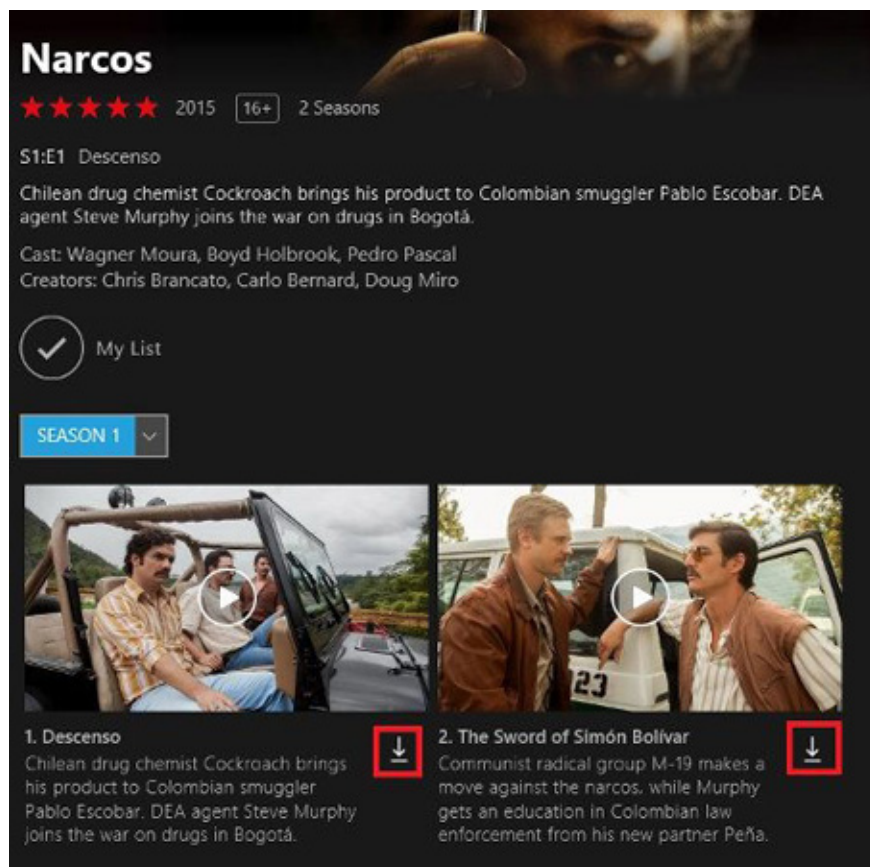 Narcos
2015 16+ 2 Seasons
S1:E1 Descenso
Chilean drug chemist Cockroach brings his product to Colombian smuggler Pablo Escobar. DEA
agent Steve Murphy joins the war on drugs in Bogotá.
Cast: Wagner Moura, Boyd Holbrook, Pedro Pascal
Creators: Chris Brancato, Carlo Bernard, Doug Miro
My List
SEASON 1
23
1. Descenso
Chilean drug chemist Cockroach brings
his product to Colombian smuggler
Pablo Escobar. DEA agent Steve Murphy
joins the war on drugs in Bogotá.
2. The Sword of Simón Bolívar
Communist radical group M-19 makes a
move against the narcos, while Murphy
gets an education in Colombian law
enforcement from his new partner Peña.